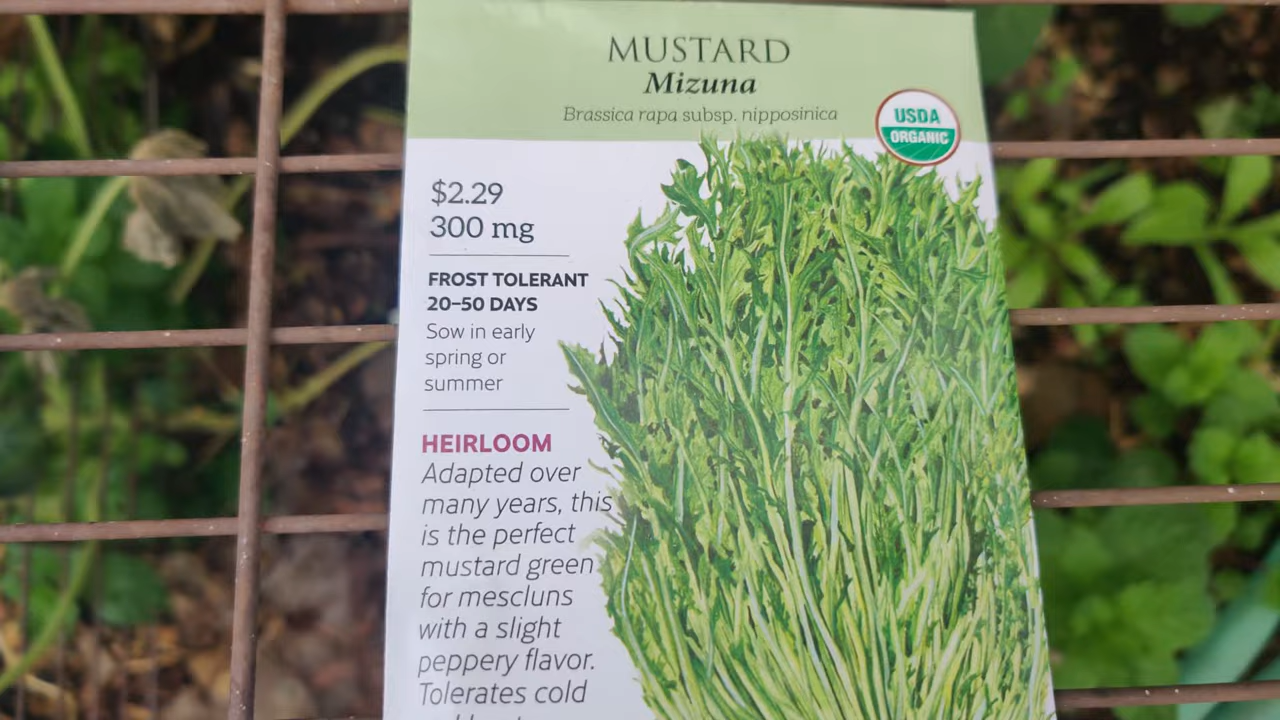 MUSTARD
Mizuna
Brassica rapa subsp. nipposinica
USDA
ORGANIC
$2.29
300 mg
FROST TOLERANT
20–50 DAYS
Sow in early
spring or
summer
HEIRLOOM
Adapted over
many years, this
is the perfect
mustard green
for mescluns
with a slight
peppery flavor.
Tolerates cold